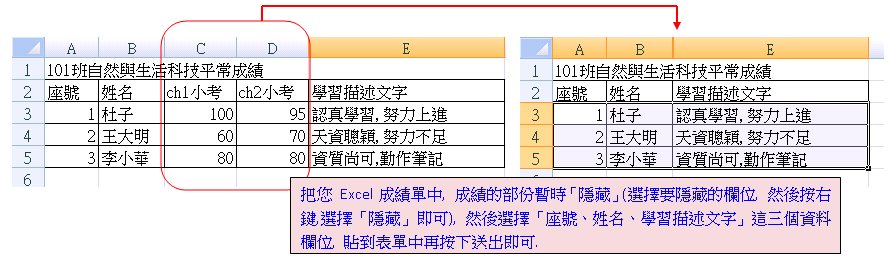 A B C D E
1 101班自然與生活科技平常成績
2 座號 姓名 ch1小考 ch2小考 學習描述文字
3 1 杜子 100 95 認真學習, 努力上進
4 2 王大明 60 70 天資聰穎, 努力不足
5 3 李小華 80 80 資質尚可,勤作筆記
6
A B E
1 101班自然與生活科技平常成績
2 座號 姓名 學習描述文字
3 1 杜子 認真學習, 努力上進
4 2 王大明 天資聰穎, 努力不足
5 3 李小華 資質尚可,勤作筆記
6
把您 Excel 成績單中, 成績的部份暫時「隱藏」(選擇要隱藏的欄位, 然後按右
鍵,選擇「隱藏」即可), 然後選擇「座號、姓名、學習描述文字」這三個資料
欄位, 貼到表單中再按下送出即可.